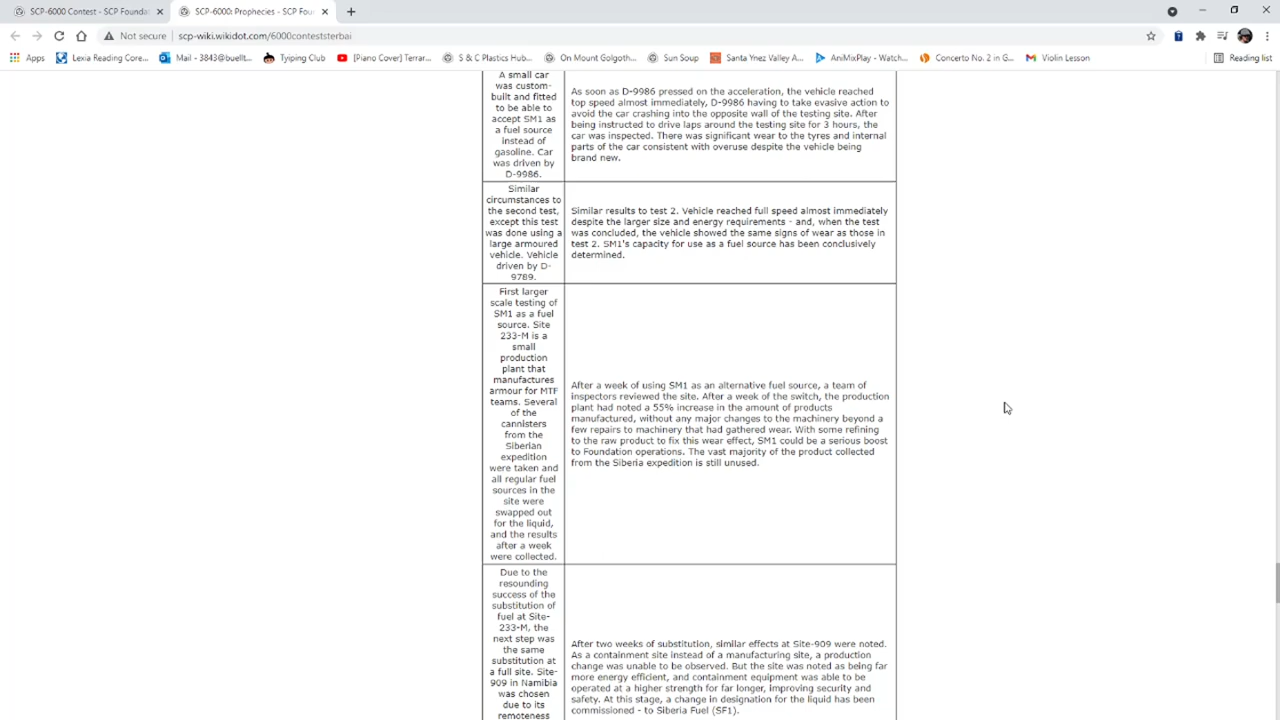 SCP-6000 Contest - SCP Founda
SCP-6000: Prophecies - SCP Fou
Not secure
scp-wiki.wikidot.com/6000conteststerbai
Apps
Lexia Reading Core...
Mail - 3843@buellt...
Tyiping Club
[Piano Cover] Terrar...
S & C Plastics Hub...
On Mount Golgoth...
Sun Soup
Santa Ynez Valley A...
AniMixPlay - Watch...
Concerto No. 2 in G...
Violin Lesson
Reading list
A small car
was custom-
built and fitted
to be able to
accept SM1 as
a fuel source
instead of
gasoline. Car
was driven by
D-9986.
As soon as D-9986 pressed on the acceleration, the vehicle reached
top speed almost immediately, D-9986 having to take evasive action to
avoid the car crashing into the opposite wall of the testing site. After
being instructed to drive laps around the testing site for 3 hours, the
car was inspected. There was significant wear to the tyres and internal
parts of the car consistent with overuse despite the vehicle being
brand new.
Similar
circumstances to
the second test,
except this test
was done using a
large armoured
vehicle. Vehicle
driven by D-
9789.
Similar results to test 2. Vehicle reached full speed almost immediately
despite the larger size and energy requirements - and, when the test
was concluded, the vehicle showed the same signs of wear as those in
test 2. SM1's capacity for use as a fuel source has been conclusively
determined.
First larger
scale testing of
SM1 as a fuel
source. Site
233-M is a
small
production
plant that
manufactures
armour for MTF
teams. Several
of the
cannisters
from the
Siberian
expedition
were taken and
all regular fuel
sources in the
site were
swapped out
for the liquid,
and the results
after a week
were collected.
After a week of using SM1 as an alternative fuel source, a team of
inspectors reviewed the site. After a week of the switch, the production
plant had noted a 55% increase in the amount of products
manufactured, without any major changes to the machinery beyond a
few repairs to machinery that had gathered wear. With some refining
to the raw product to fix this wear effect, SM1 could be a serious boost
to Foundation operations. The vast majority of the product collected
from the Siberia expedition is still unused.
Due to the
resounding
success of the
substitution of
fuel at Site-
233-M, the
next step was
the same
substitution at
a full site. Site-
909 in Namibia
was chosen
due to its
remoteness
After two weeks of substitution, similar effects at Site-909 were noted.
As a containment site instead of a manufacturing site, a production
change was unable to be observed. But the site was noted as being far
more energy efficient, and containment equipment was able to be
operated at a higher strength for far longer, improving security and
safety. At this stage, a change in designation for the liquid has been
commissioned - to Siberia Fuel (SF1).